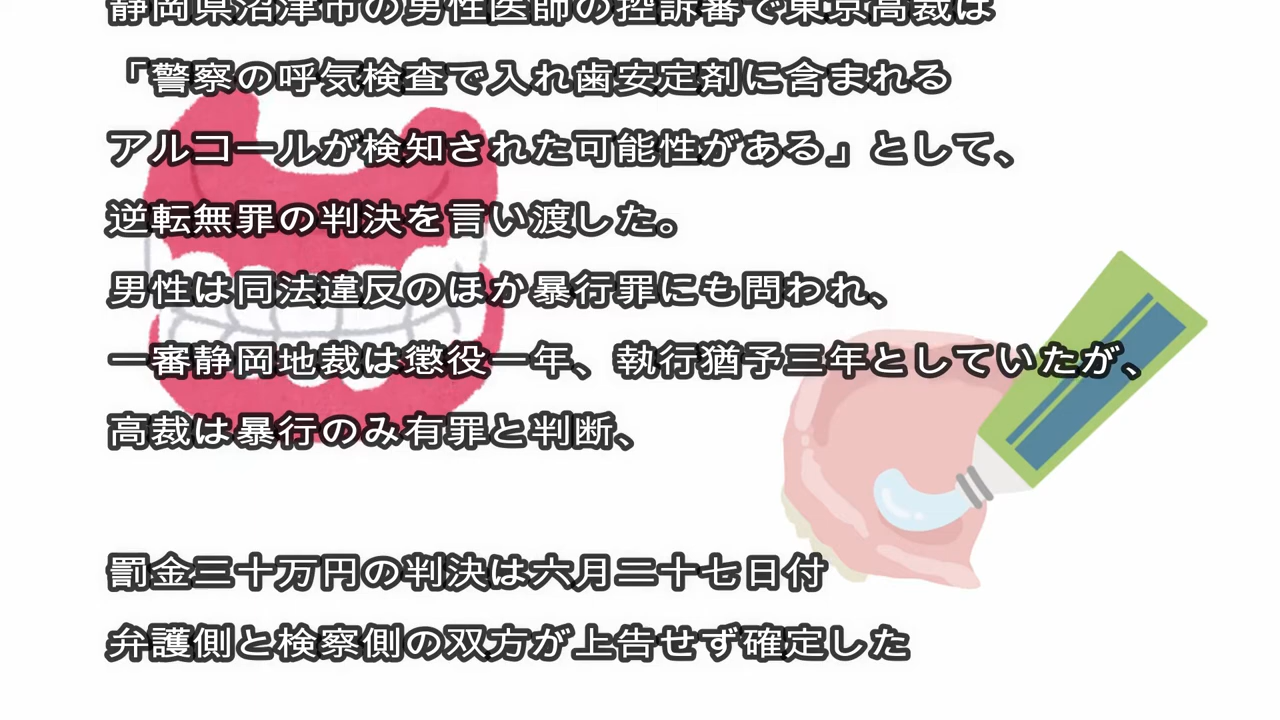 静岡県沼津市の男性医師の控訴審で東京高裁は
「警察の呼気検査で入れ歯安定剤に含まれる
アルコールが検知された可能性がある」として、
逆転無罪の判決を言い渡した。
男性は同法違反のほか暴行罪にも問われ、
一審静岡地裁は懲役一年、執行猶予三年としていたが、
高裁は暴行のみ有罪と判断、
罰金三十万円の判決は六月二十七日付
弁護側と検察側の双方が上告せず確定した